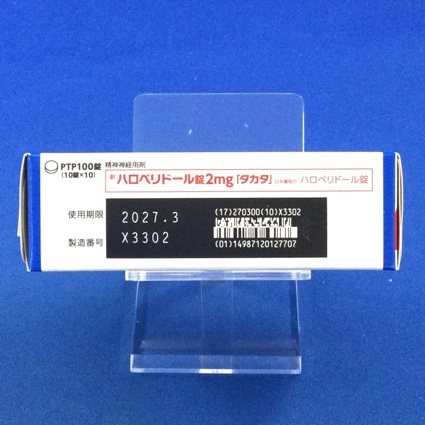 PTP100錠
(10錠×10)
精神神経用剤
劇 ハロペリドール錠2mg「タカタ」 日本薬局方 ハロペリドール錠
使用期限 2027.3
製造番号 X3302
(17)270300(10)X3302
(01)14987120127707